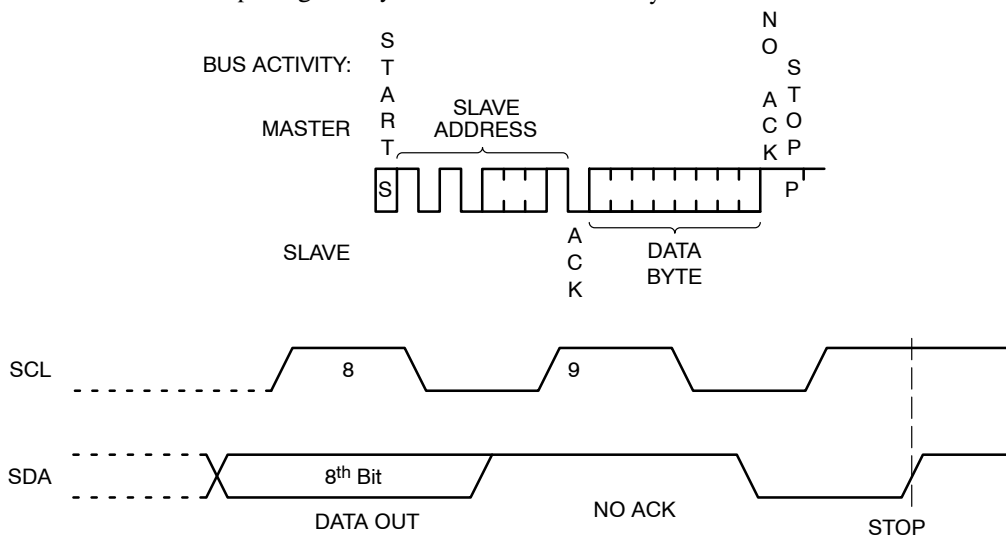 BUS ACTIVITY:
MASTER
START
SLAVE
ADDRESS
NO ACK
STOP
S
P
SLAVE
ACK
DATA
BYTE
SCL
8
9
SDA
8th Bit
DATA OUT
NO ACK
STOP